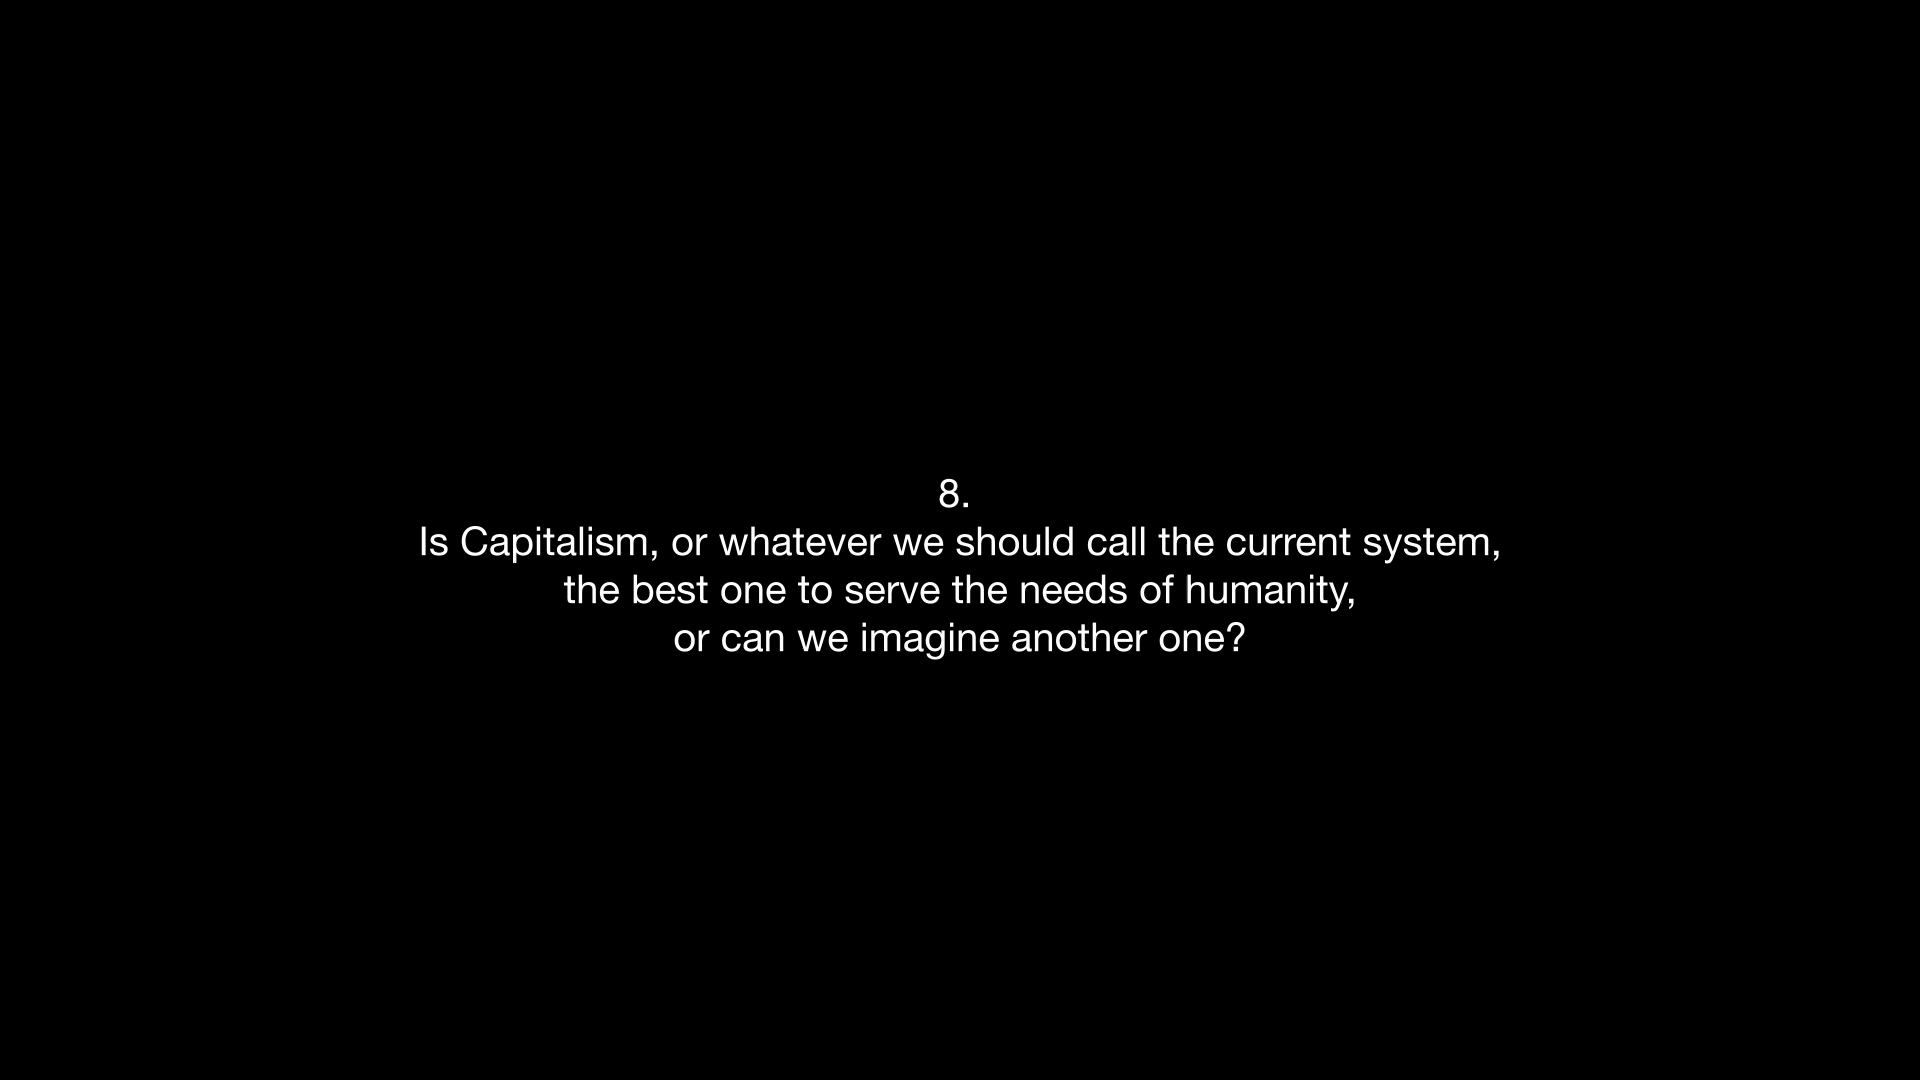 8.
Is Capitalism, or whatever we should call the current system,
the best one to serve the needs of humanity,
or can we imagine another one?